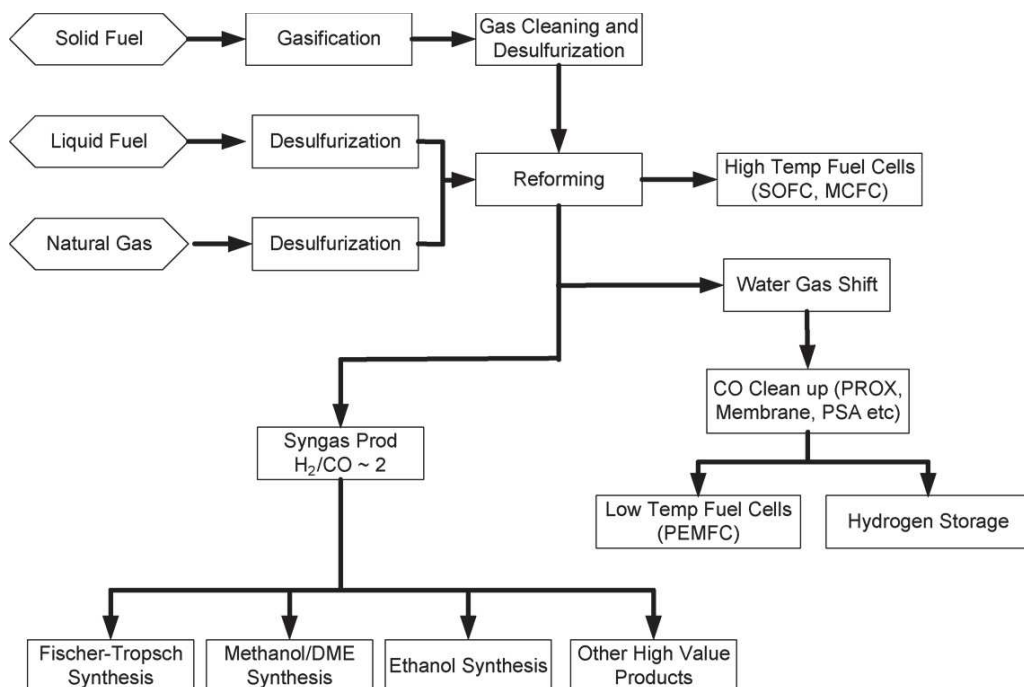 Solid Fuel
Gasification
Gas Cleaning and
Desulfurization
Liquid Fuel
Desulfurization
Reforming
High Temp Fuel Cells
(SOFC, MCFC)
Natural Gas
Desulfurization
Water Gas Shift
CO Clean up (PROX,
Membrane, PSA etc)
Syngas Prod
H₂/CO ~ 2
Low Temp Fuel Cells
(PEMFC)
Hydrogen Storage
Fischer-Tropsch
Synthesis
Methanol/DME
Synthesis
Ethanol Synthesis
Other High Value
Products